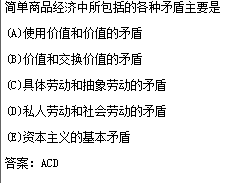 简单商品经济中所包括的各种矛盾主要是
(A)使用价值和价值的矛盾
(B)价值和交换价值的矛盾
(C)具体劳动和抽象劳动的矛盾
(D)私人劳动和社会劳动的矛盾
(E)资本主义的基本矛盾
答案：ACD